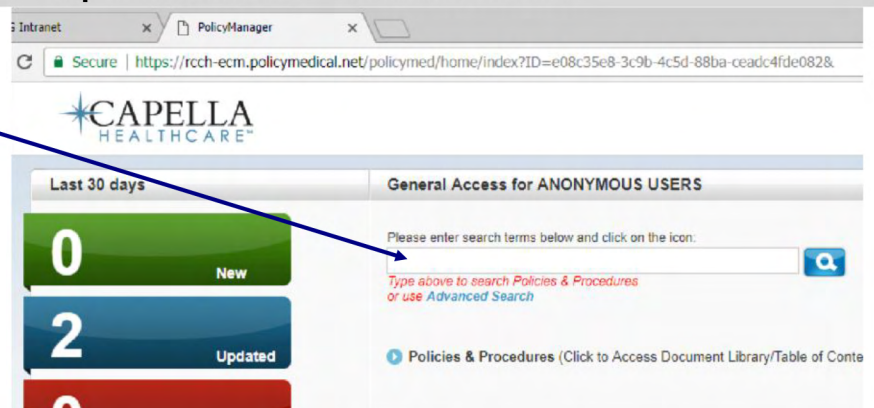 Intranet
PolicyManager
Secure | https://rcch-ecm.policymedical.net/policymed/home/index?ID=e08c35e8-3c9b-4c5d-88ba-ceadc4fde082&
CAPELLA
HEALTHCARE
Last 30 days
General Access for ANONYMOUS USERS
Please enter search terms below and click on the icon:
0
New
Type above to search Policies & Procedures
or use Advanced Search
2
Updated
Policies & Procedures (Click to Access Document Library/Table of Conte